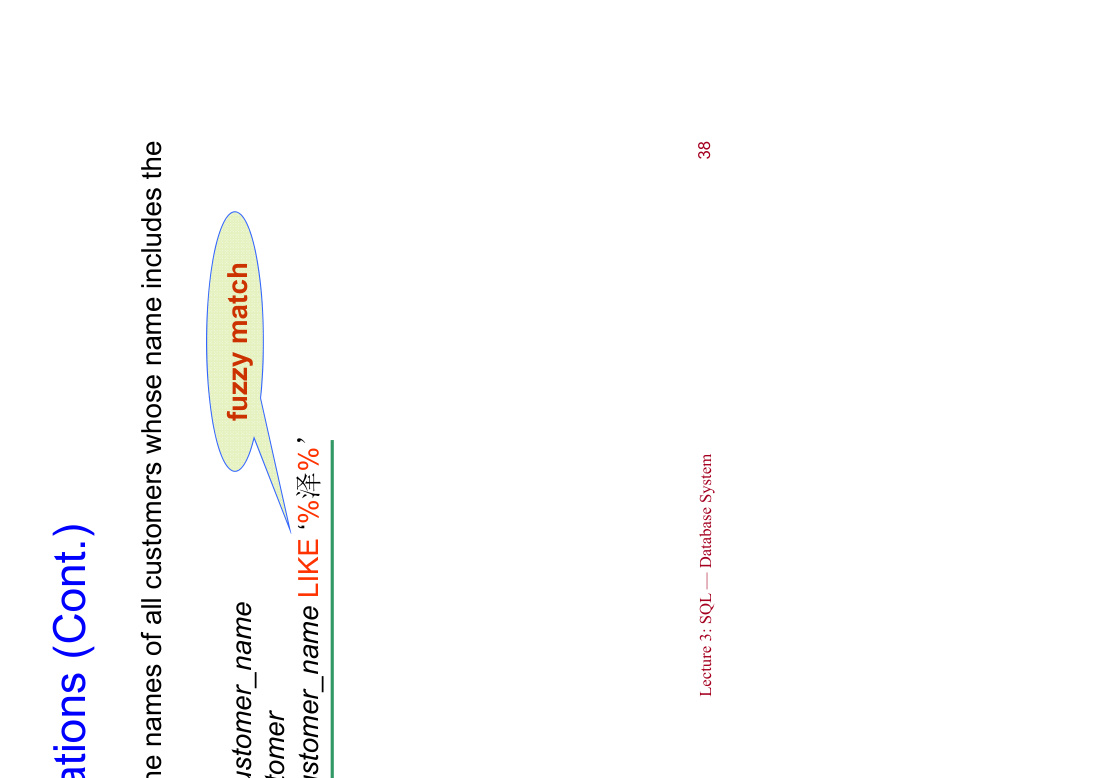 ations (Cont.)
he names of all customers whose name includes the
fuzzy match
ustomer_name
tomer
ustomer_name LIKE ‘%泽%’
Lecture 3: SQL — Database System
38